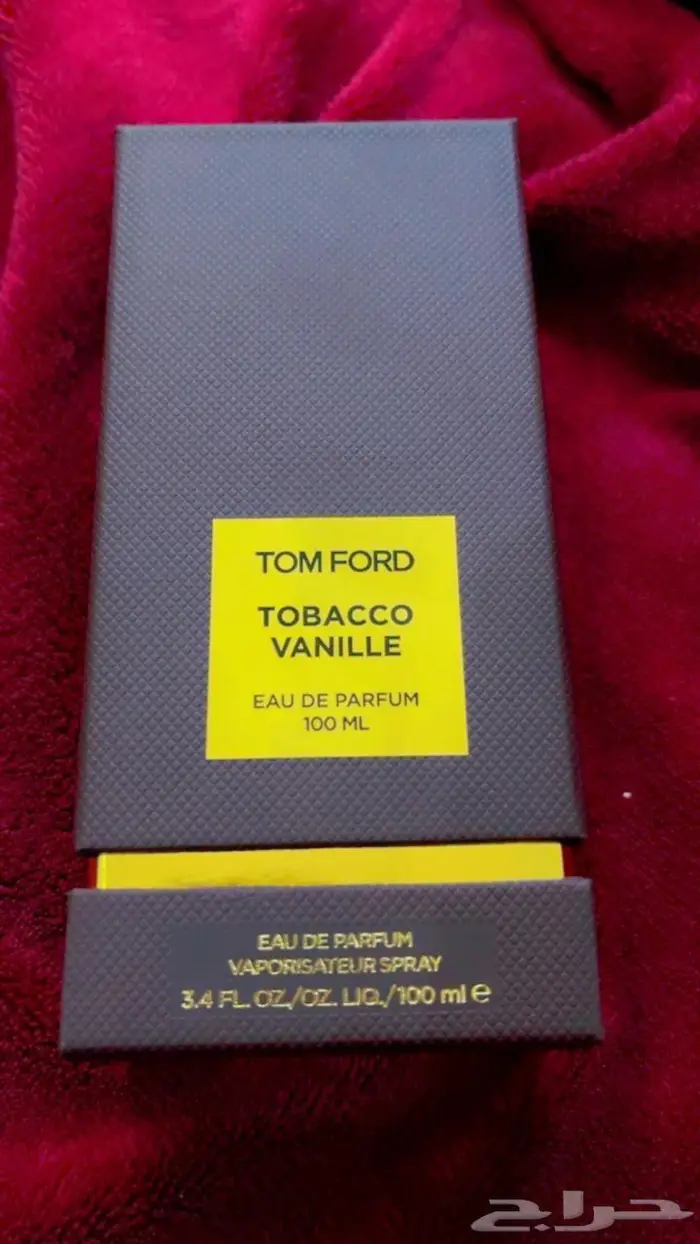 TOM FORD
TOBACCO
VANILLE
EAU DE PARFUM
100 ML
EAU DE PARFUM
VAPORISATEUR SPRAY
3.4 FL. OZ./OZ. LIQ./100 ml e
حراج